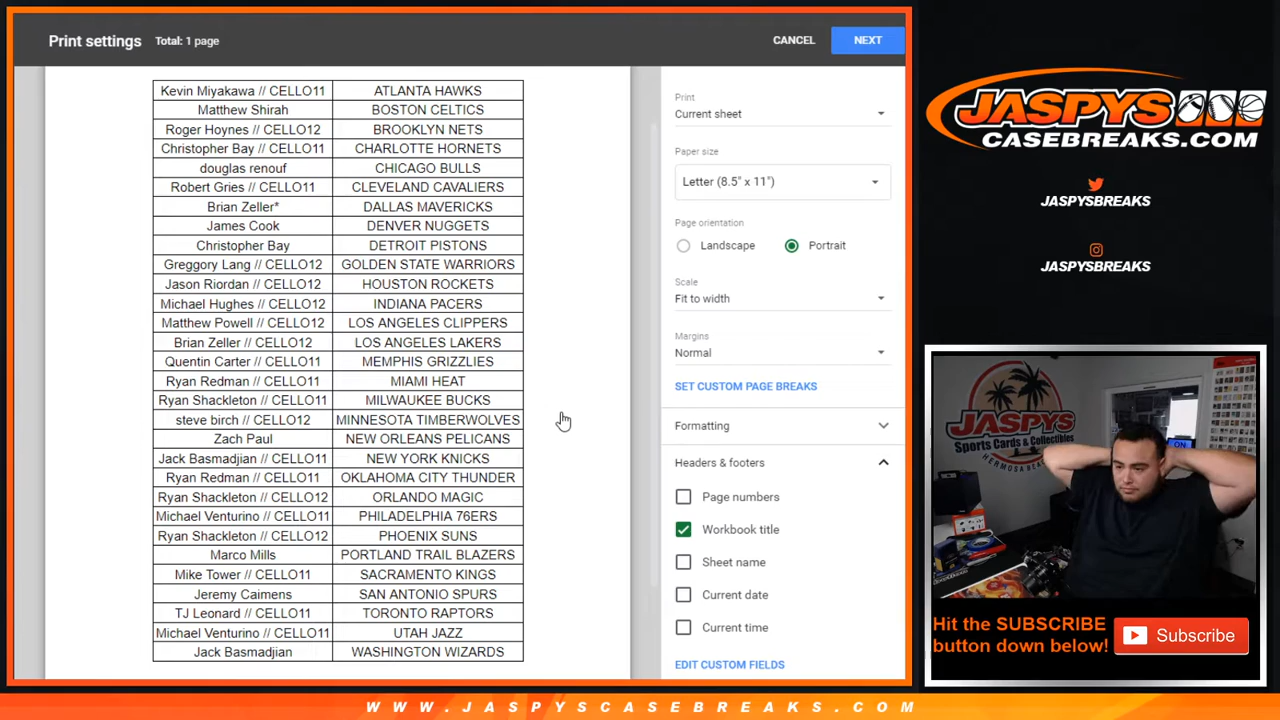 Print settings Total: 1 page CANCEL NEXT
Kevin Miyakawa // CELLO11 ATLANTA HAWKS
Matthew Shirah BOSTON CELTICS
Roger Hoynes // CELLO12 BROOKLYN NETS
Christopher Bay // CELLO11 CHARLOTTE HORNETS
douglas renouf CHICAGO BULLS
Robert Gries // CELLO11 CLEVELAND CAVALIERS
Brian Zeller* DALLAS MAVERICKS
James Cook DENVER NUGGETS
Christopher Bay DETROIT PISTONS
Greggory Lang // CELLO12 GOLDEN STATE WARRIORS
Jason Riordan // CELLO12 HOUSTON ROCKETS
Michael Hughes // CELLO12 INDIANA PACERS
Matthew Powell // CELLO12 LOS ANGELES CLIPPERS
Brian Zeller // CELLO12 LOS ANGELES LAKERS
Quentin Carter // CELLO11 MEMPHIS GRIZZLIES
Ryan Redman // CELLO11 MIAMI HEAT
Ryan Shackleton // CELLO11 MILWAUKEE BUCKS
steve birch // CELLO12 MINNESOTA TIMBERWOLVES
Zach Paul NEW ORLEANS PELICANS
Jack Basmadjian // CELLO11 NEW YORK KNICKS
Ryan Redman // CELLO11 OKLAHOMA CITY THUNDER
Ryan Shackleton // CELLO12 ORLANDO MAGIC
Michael Venturino // CELLO11 PHILADELPHIA 76ERS
Ryan Shackleton // CELLO12 PHOENIX SUNS
Marco Mills PORTLAND TRAIL BLAZERS
Mike Tower // CELLO11 SACRAMENTO KINGS
Jeremy Caimens SAN ANTONIO SPURS
TJ Leonard // CELLO11 TORONTO RAPTORS
Michael Venturino // CELLO11 UTAH JAZZ
Jack Basmadjian WASHINGTON WIZARDS
Print
Current sheet
Paper size
Letter (8.5" x 11")
Page orientation
Landscape Portrait
Scale
Fit to width
Margins
Normal
SET CUSTOM PAGE BREAKS
Formatting
Headers & footers
Page numbers
Workbook title
Sheet name
Current date
Current time
EDIT CUSTOM FIELDS
JASPYS
CASEBREAKS.COM
JASPYSBREAKS
JASPYSBREAKS
JASPYS
Sports Cards & Collectibles
HERMOSA BEA
ON
Hit the SUBSCRIBE
button down below!
Subscribe
WWW.JASPYSCASEBREAKS.COM